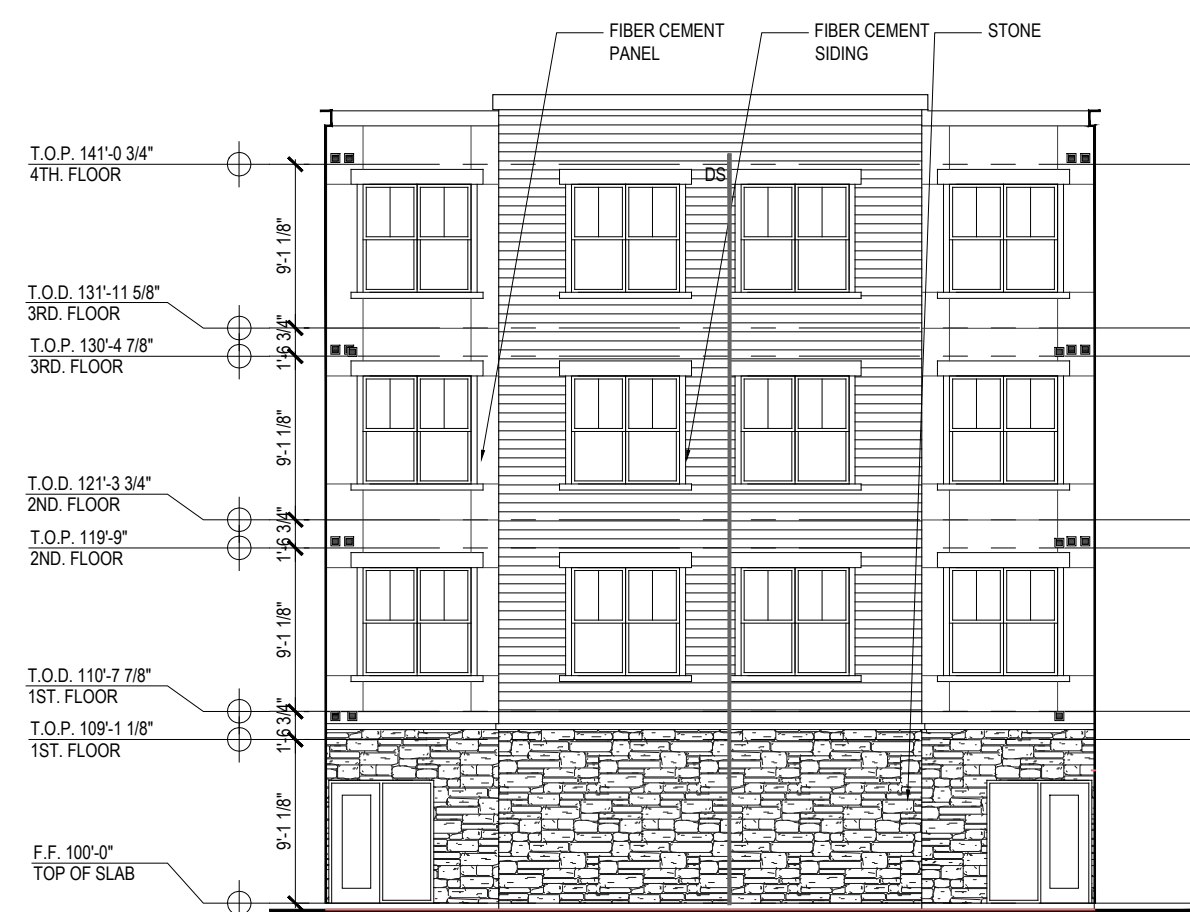 FIBER CEMENT
PANEL
FIBER CEMENT
SIDING
STONE
T.O.P. 141'-0 3/4"
4TH. FLOOR
DS
9'-1 1/8"
T.O.D. 131'-11 5/8"
3RD. FLOOR
1'-6 3/4"
T.O.P. 130'-4 7/8"
3RD. FLOOR
9'-1 1/8"
T.O.D. 121'-3 3/4"
2ND. FLOOR
1'-6 3/4"
T.O.P. 119'-9"
2ND. FLOOR
9'-1 1/8"
T.O.D. 110'-7 7/8"
1ST. FLOOR
1'-6 3/4"
T.O.P. 109'-1 1/8"
1ST. FLOOR
9'-1 1/8"
F.F. 100'-0"
TOP OF SLAB